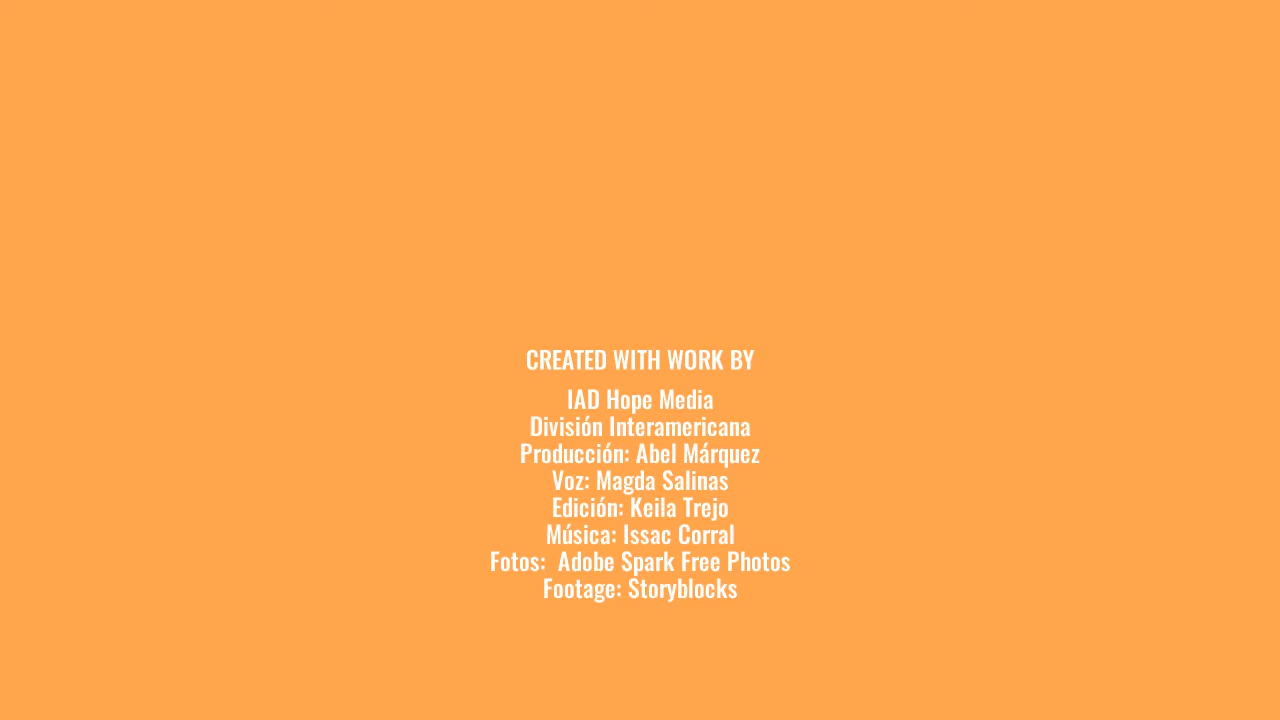 CREATED WITH WORK BY
IAD Hope Media
División Interamericana
Producción: Abel Márquez
Voz: Magda Salinas
Edición: Keila Trejo
Música: Issac Corral
Fotos:  Adobe Spark Free Photos
Footage: Storyblocks